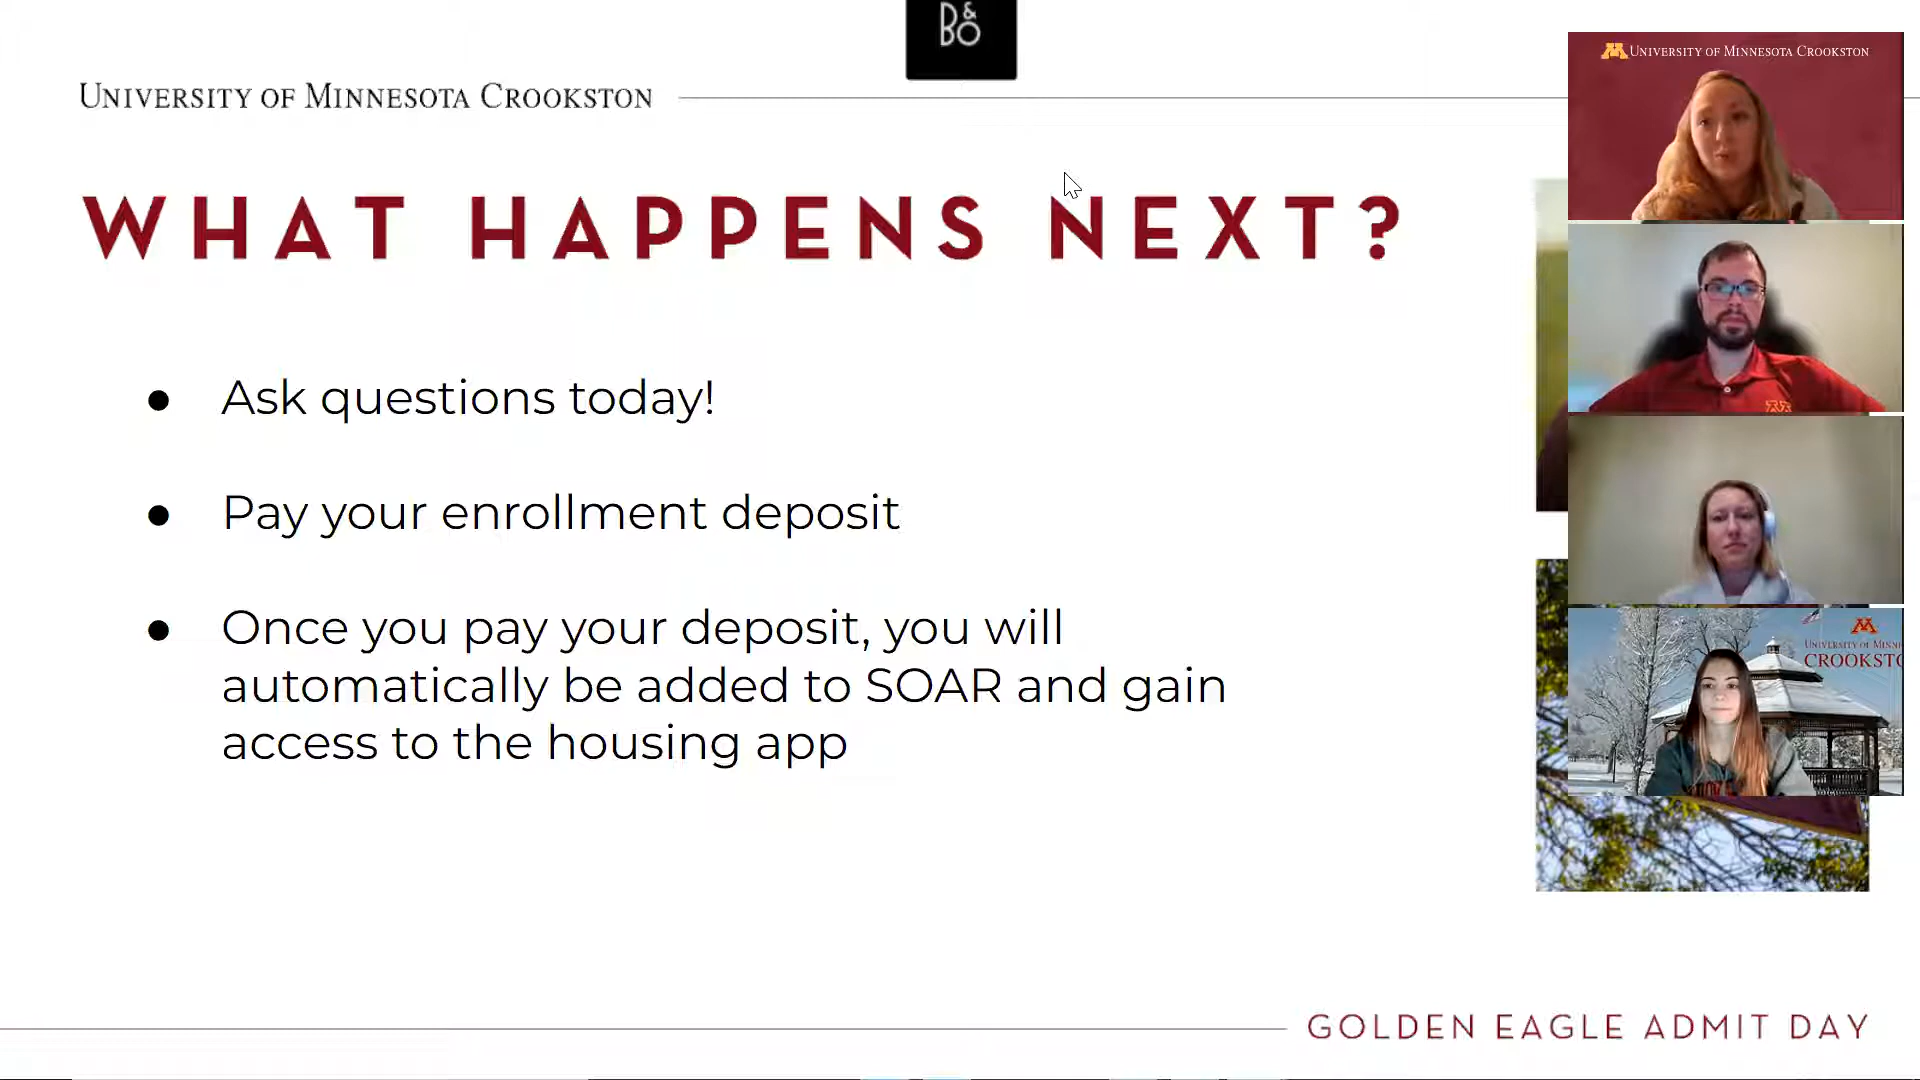 B&O
UNIVERSITY OF MINNESOTA CROOKSTON
WHAT HAPPENS NEXT?
● Ask questions today!
● Pay your enrollment deposit
● Once you pay your deposit, you will
automatically be added to SOAR and gain
access to the housing app
GOLDEN EAGLE ADMIT DAY
M UNIVERSITY OF MINNESOTA CROOKSTON
M
M
UNIVERSITY OF MINN
CROOKSTO